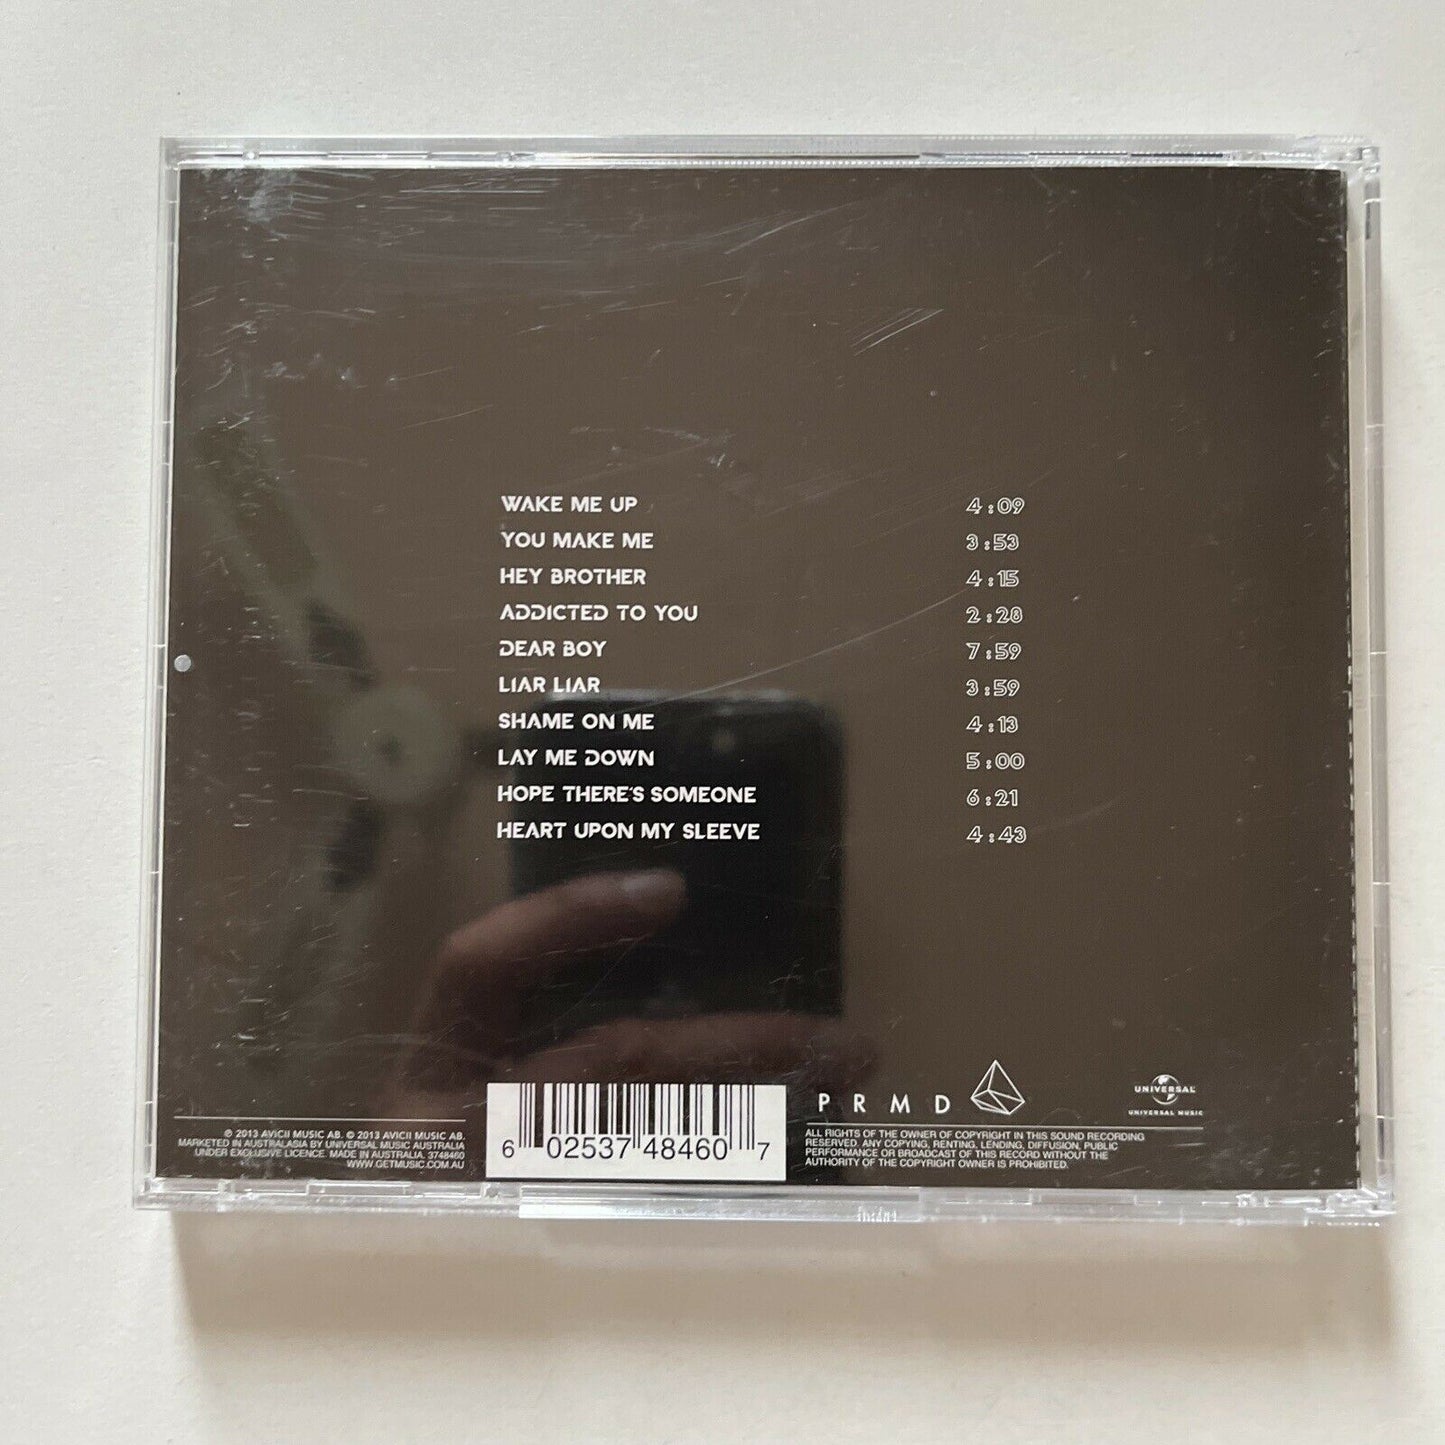 WAKE ME UP 4:09
YOU MAKE ME 3:53
HEY BROTHER 4:15
ADDICTED TO YOU 2:28
DEAR BOY 7:59
LIAR LIAR 3:59
SHAME ON ME 4:13
LAY ME DOWN 5:00
HOPE THERE'S SOMEONE 6:21
HEART UPON MY SLEEVE 4:43
℗ 2013 AVICII MUSIC AB. © 2013 AVICII MUSIC AB.
MARKETED IN AUSTRALASIA BY UNIVERSAL MUSIC AUSTRALIA
UNDER EXCLUSIVE LICENCE. MADE IN AUSTRALIA. 3748460
WWW.GETMUSIC.COM.AU
6 02537 48460 7
PRMD
UNIVERSAL
UNIVERSAL MUSIC
ALL RIGHTS OF THE OWNER OF COPYRIGHT IN THIS SOUND RECORDING
RESERVED. ANY COPYING, RENTING, LENDING, DIFFUSION, PUBLIC
PERFORMANCE OR BROADCAST OF THIS RECORD WITHOUT THE
AUTHORITY OF THE COPYRIGHT OWNER IS PROHIBITED.